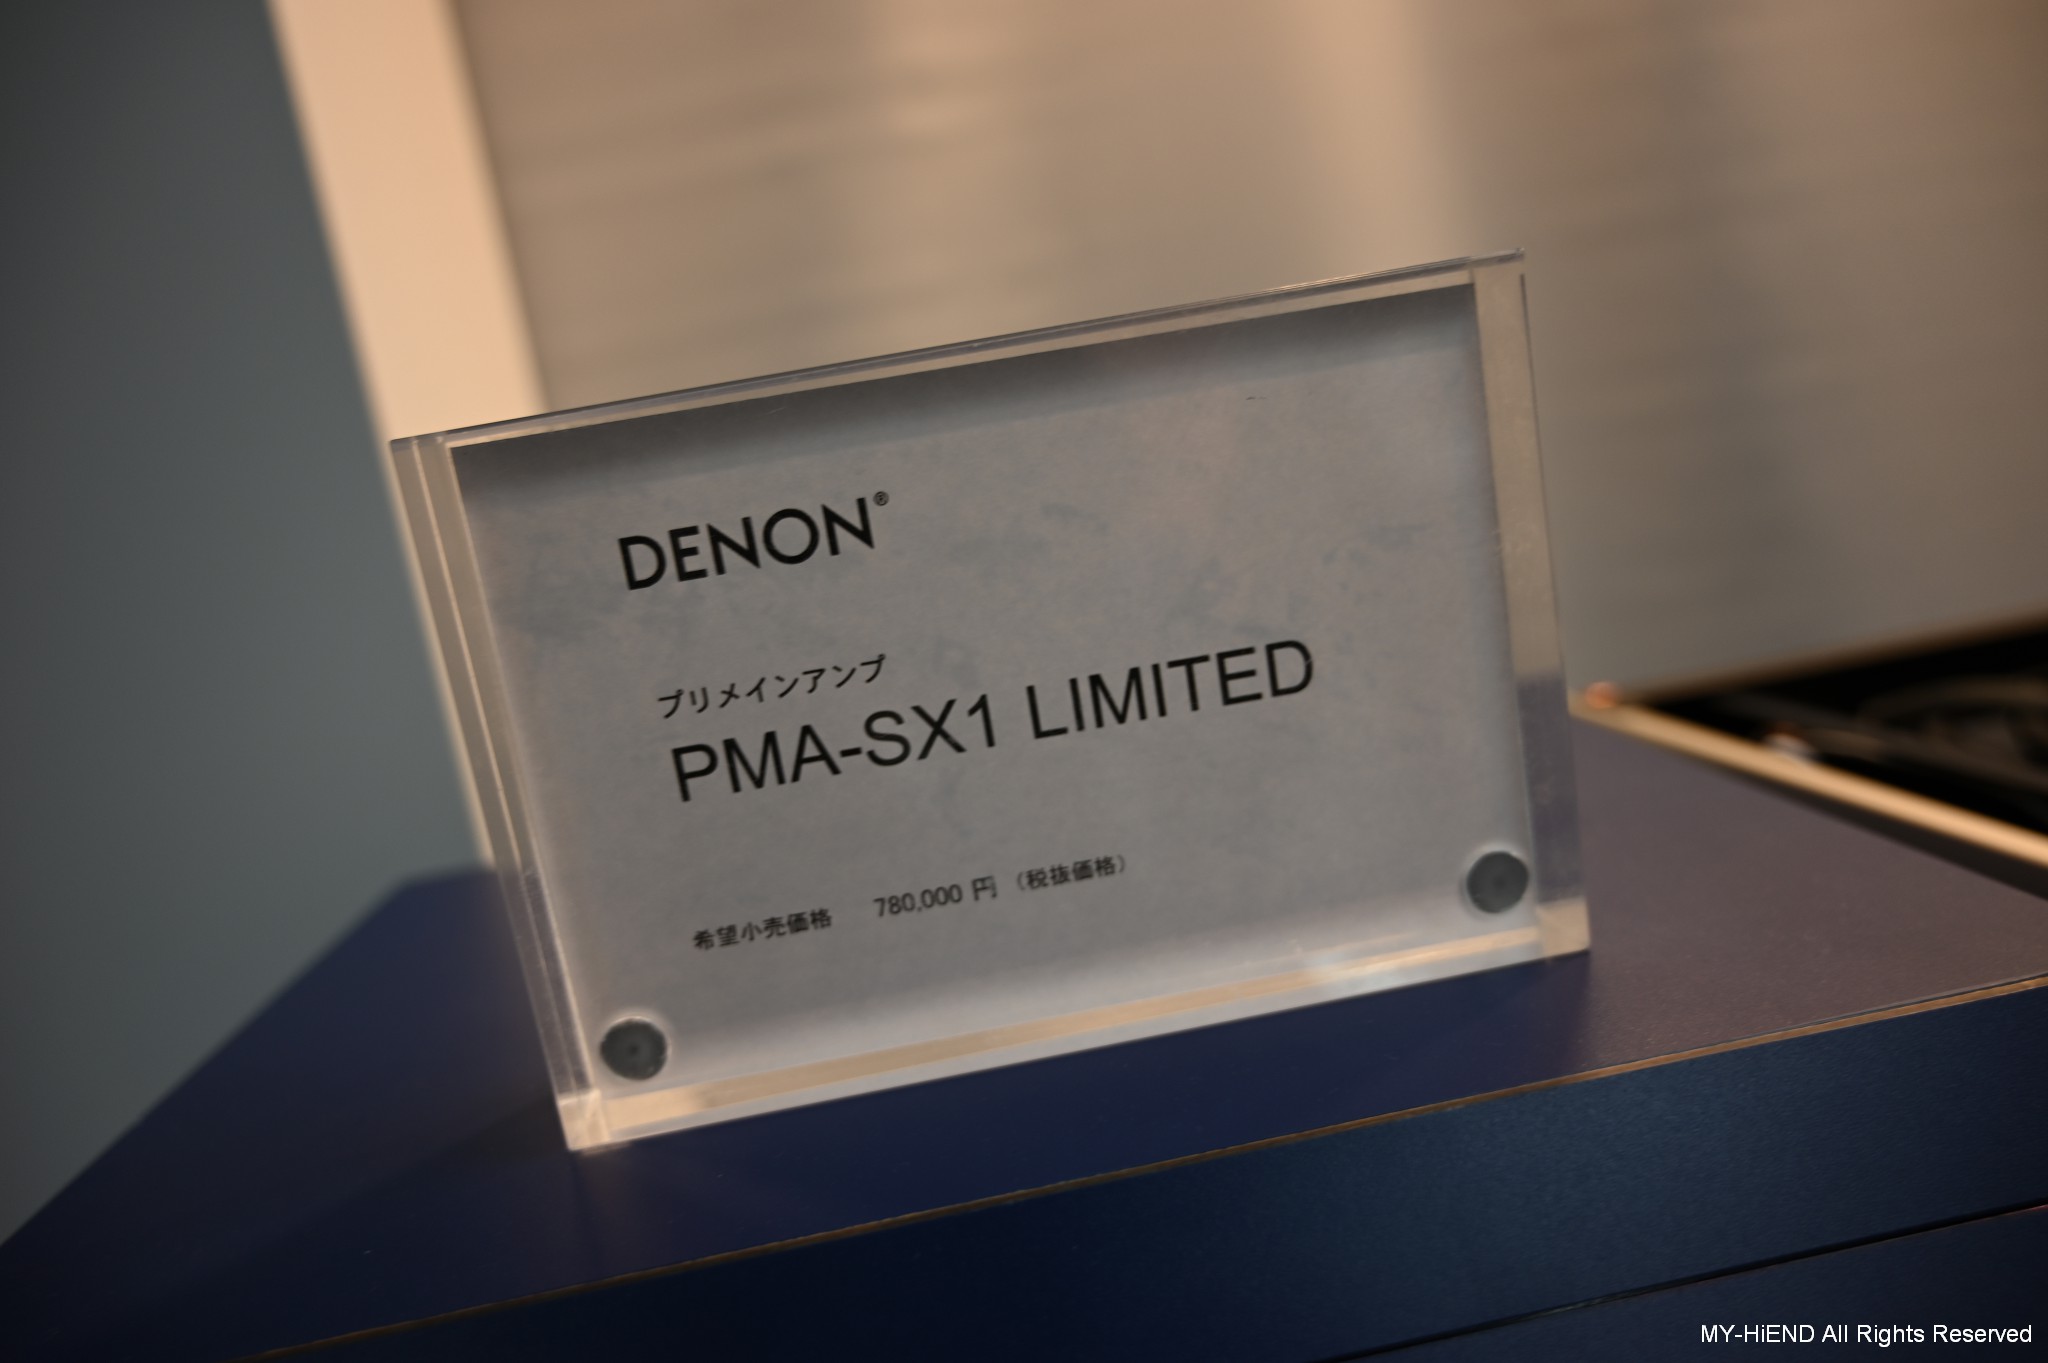 DENON®
プリメインアンプ
PMA-SX1 LIMITED
希望小売価格 780,000 円 （税抜価格）
MY-HiEND All Rights Reserved